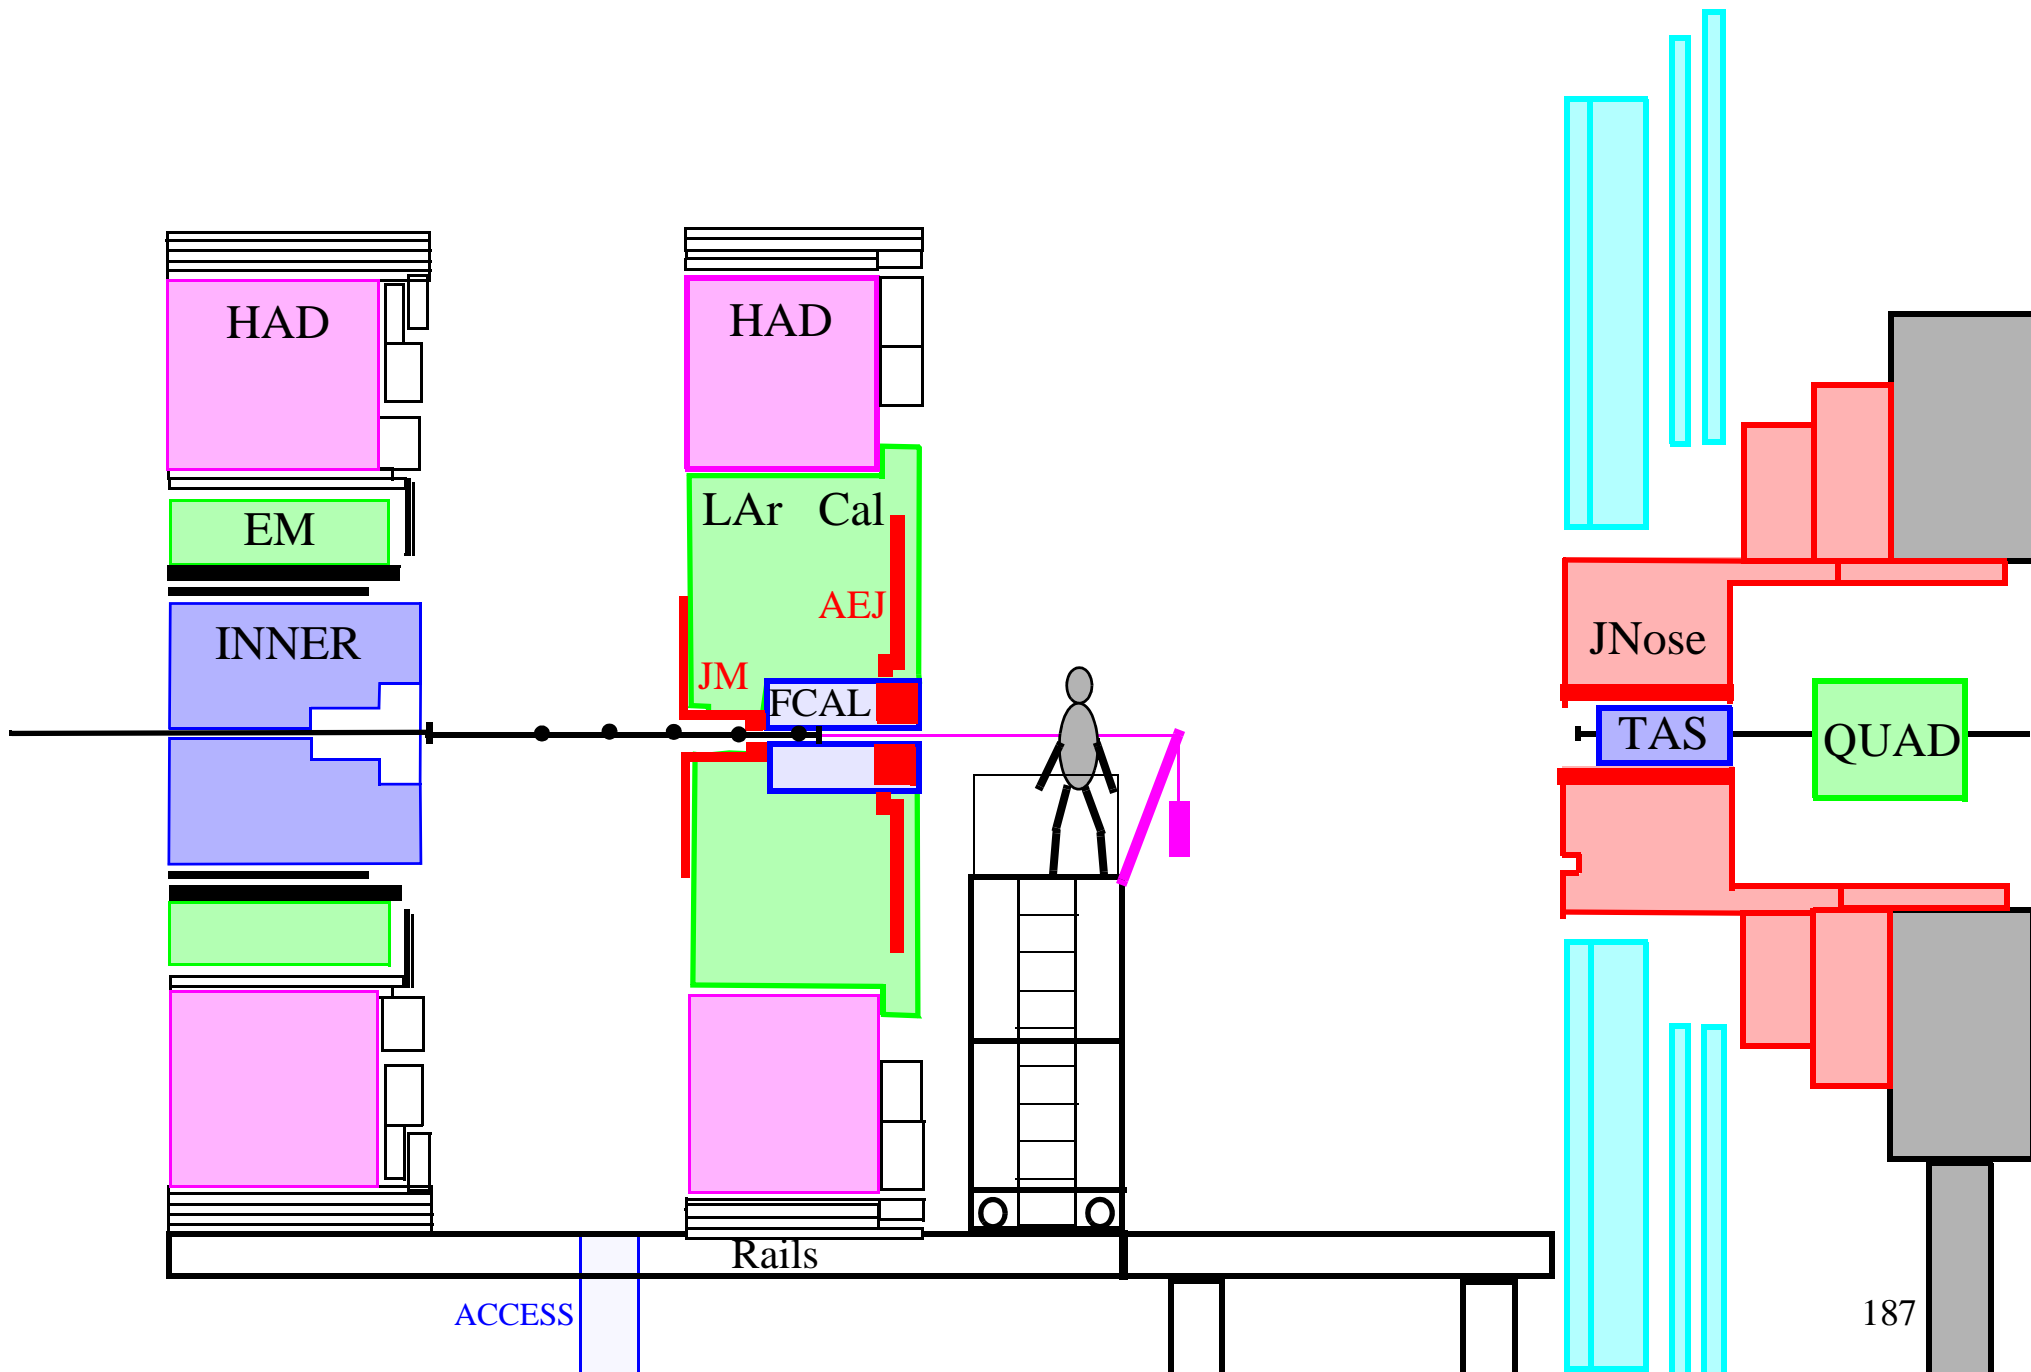 HAD
HAD
LAr Cal
EM
AEJ
INNER
JNose
JM
FCAL
TAS
QUAD
Rails
ACCESS
187